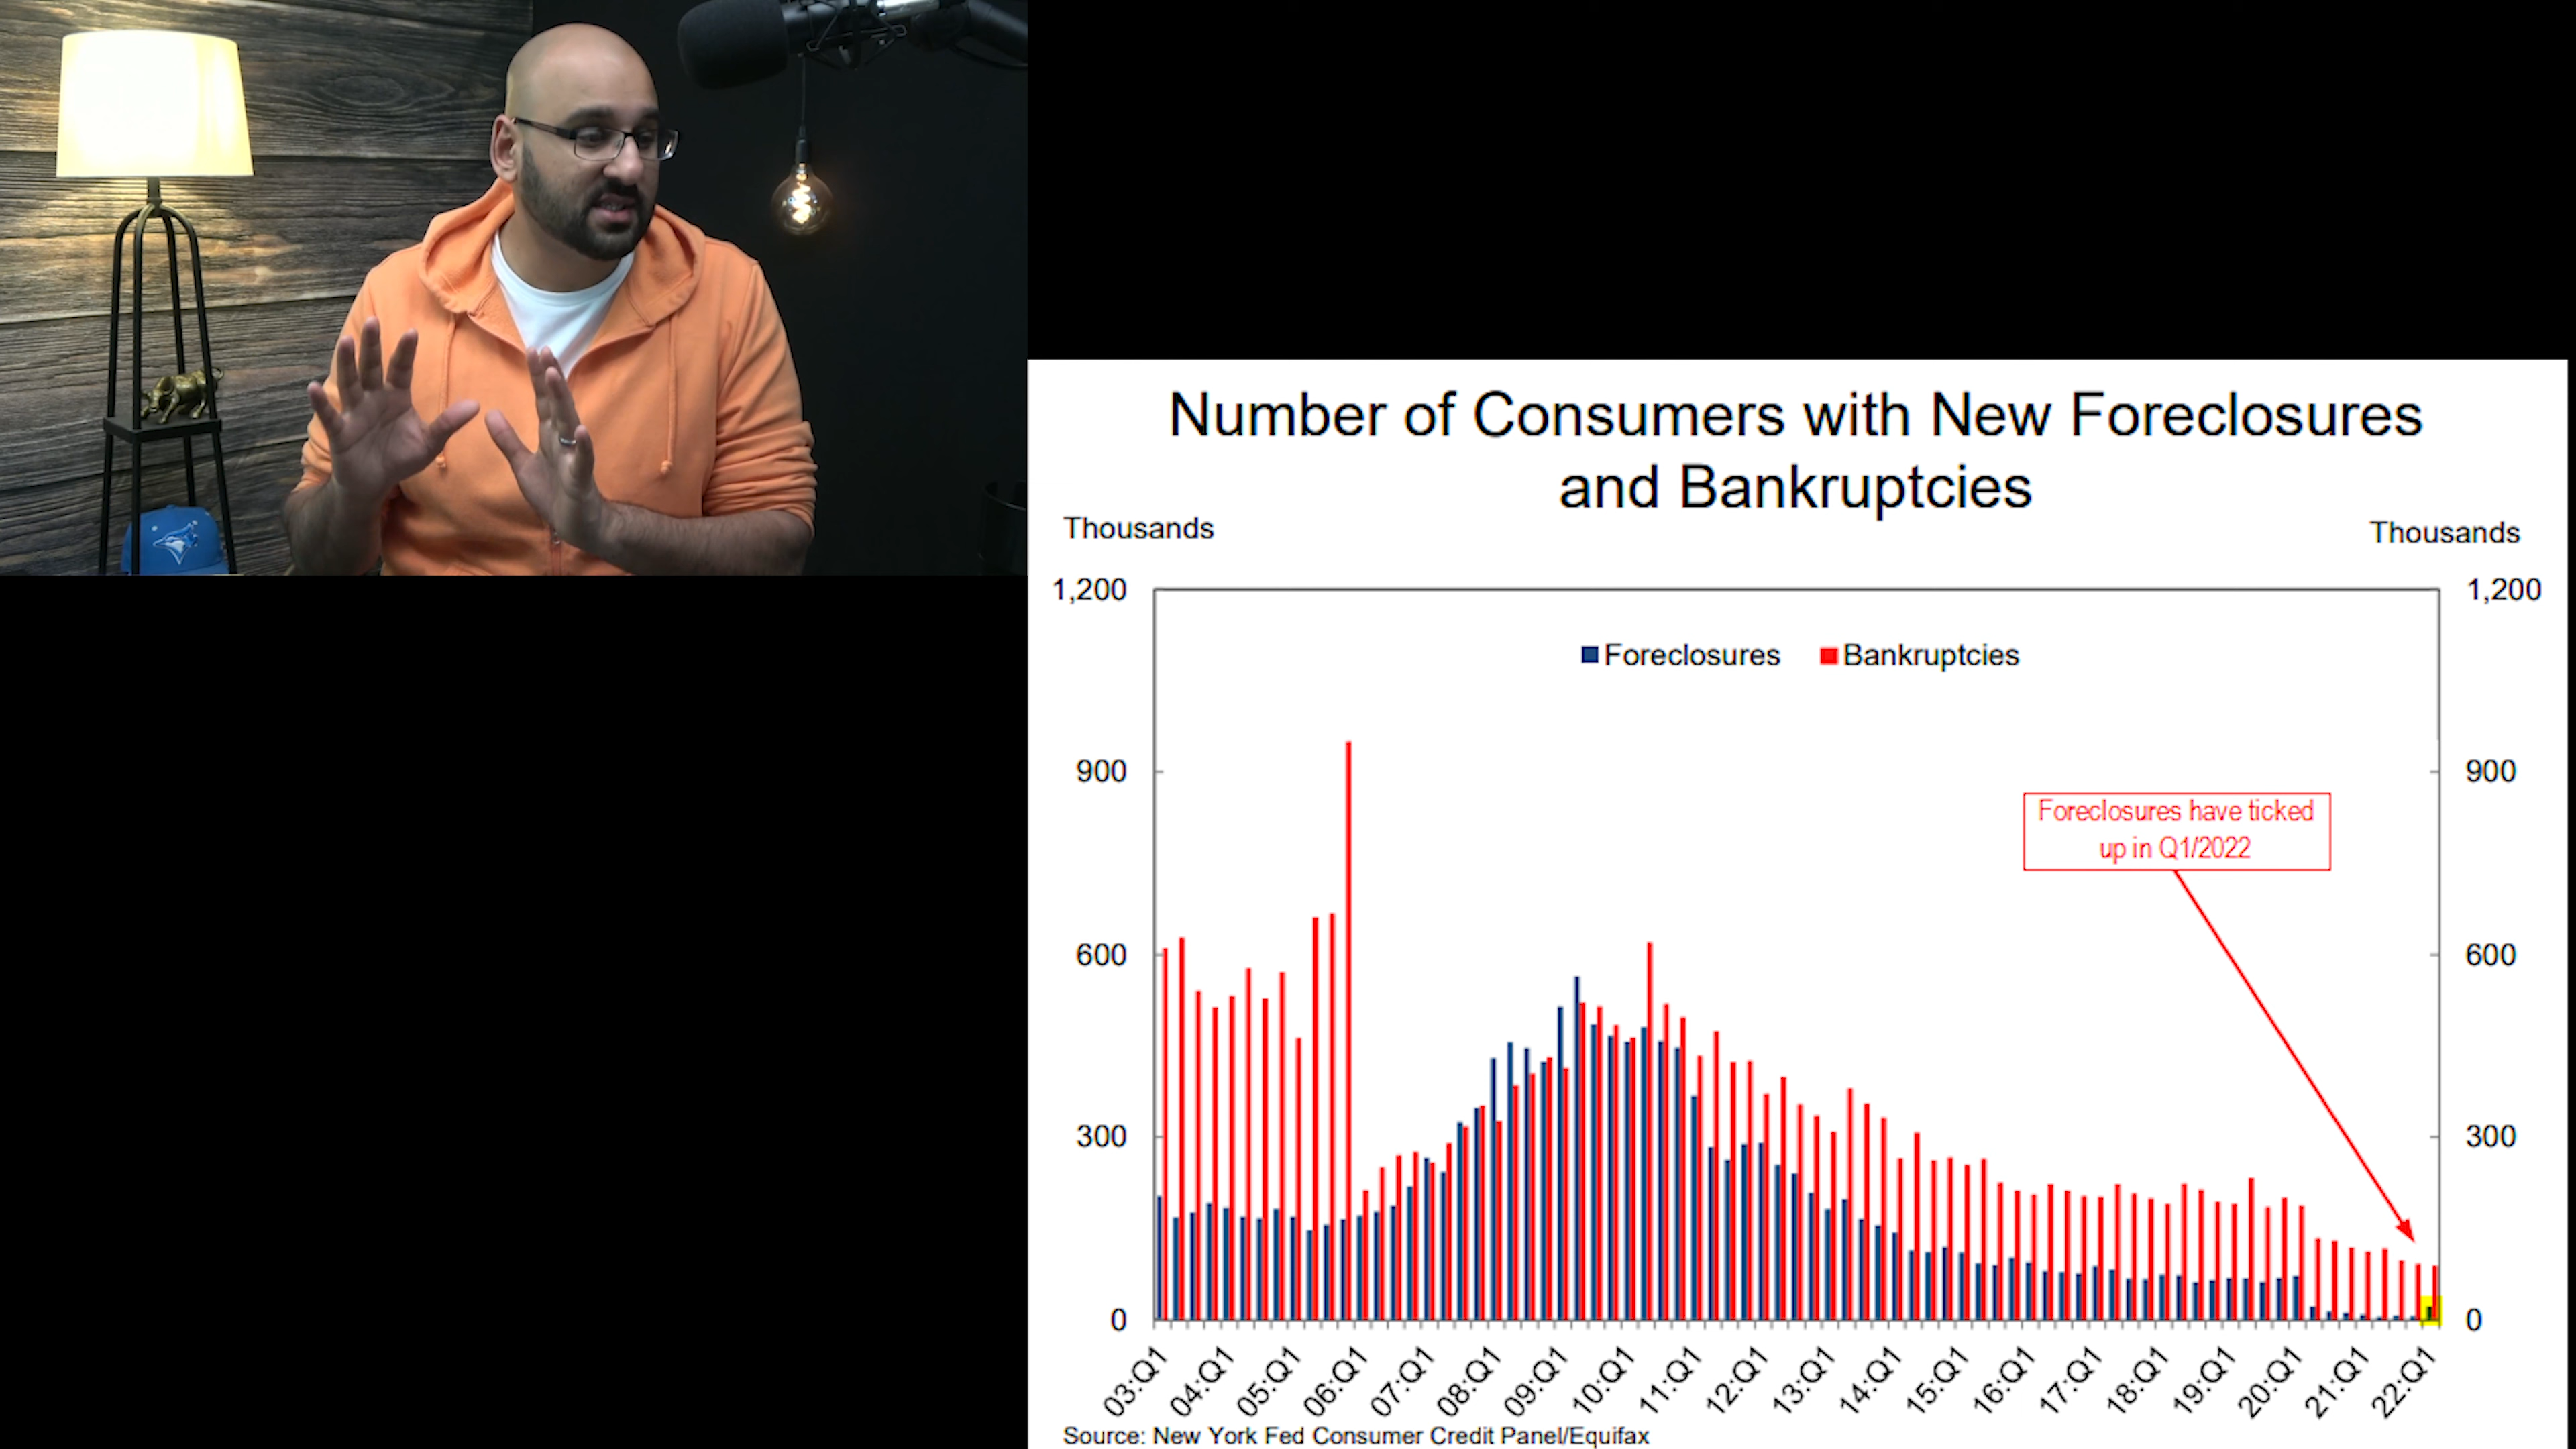 Number of Consumers with New Foreclosures
and Bankruptcies
Thousands
Thousands
1,200
1,200
Foreclosures
Bankruptcies
900
900
Foreclosures have ticked
up in Q1/2022
600
600
300
300
0
0
03:Q1
04:Q1
05:Q1
06:Q1
07:Q1
08:Q1
09:Q1
10:Q1
11:Q1
12:Q1
13:Q1
14:Q1
15:Q1
16:Q1
17:Q1
18:Q1
19:Q1
20:Q1
21:Q1
22:Q1
Source: New York Fed Consumer Credit Panel/Equifax